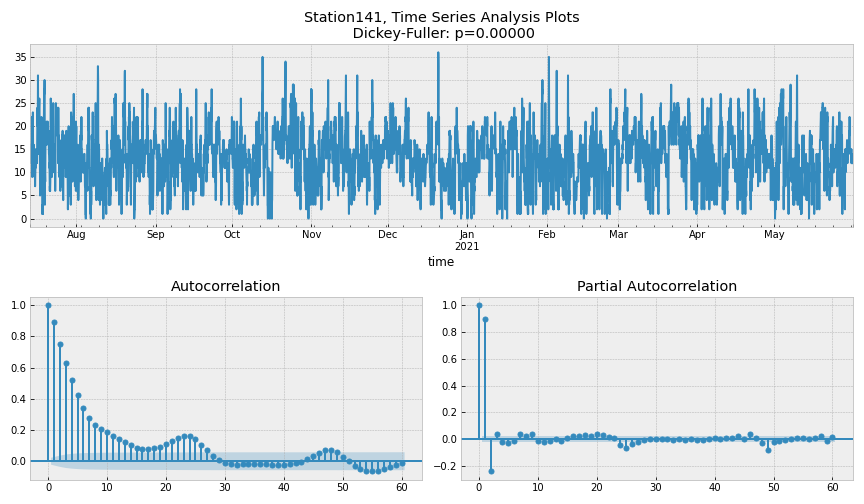 Station141, Time Series Analysis Plots
Dickey-Fuller: p=0.00000
35
30
25
20
15
10
5
0
Aug Sep Oct Nov Dec Jan Feb Mar Apr May
2021
time
Autocorrelation
1.0
0.8
0.6
0.4
0.2
0.0
0 10 20 30 40 50 60
Partial Autocorrelation
1.0
0.8
0.6
0.4
0.2
0.0
−0.2
0 10 20 30 40 50 60